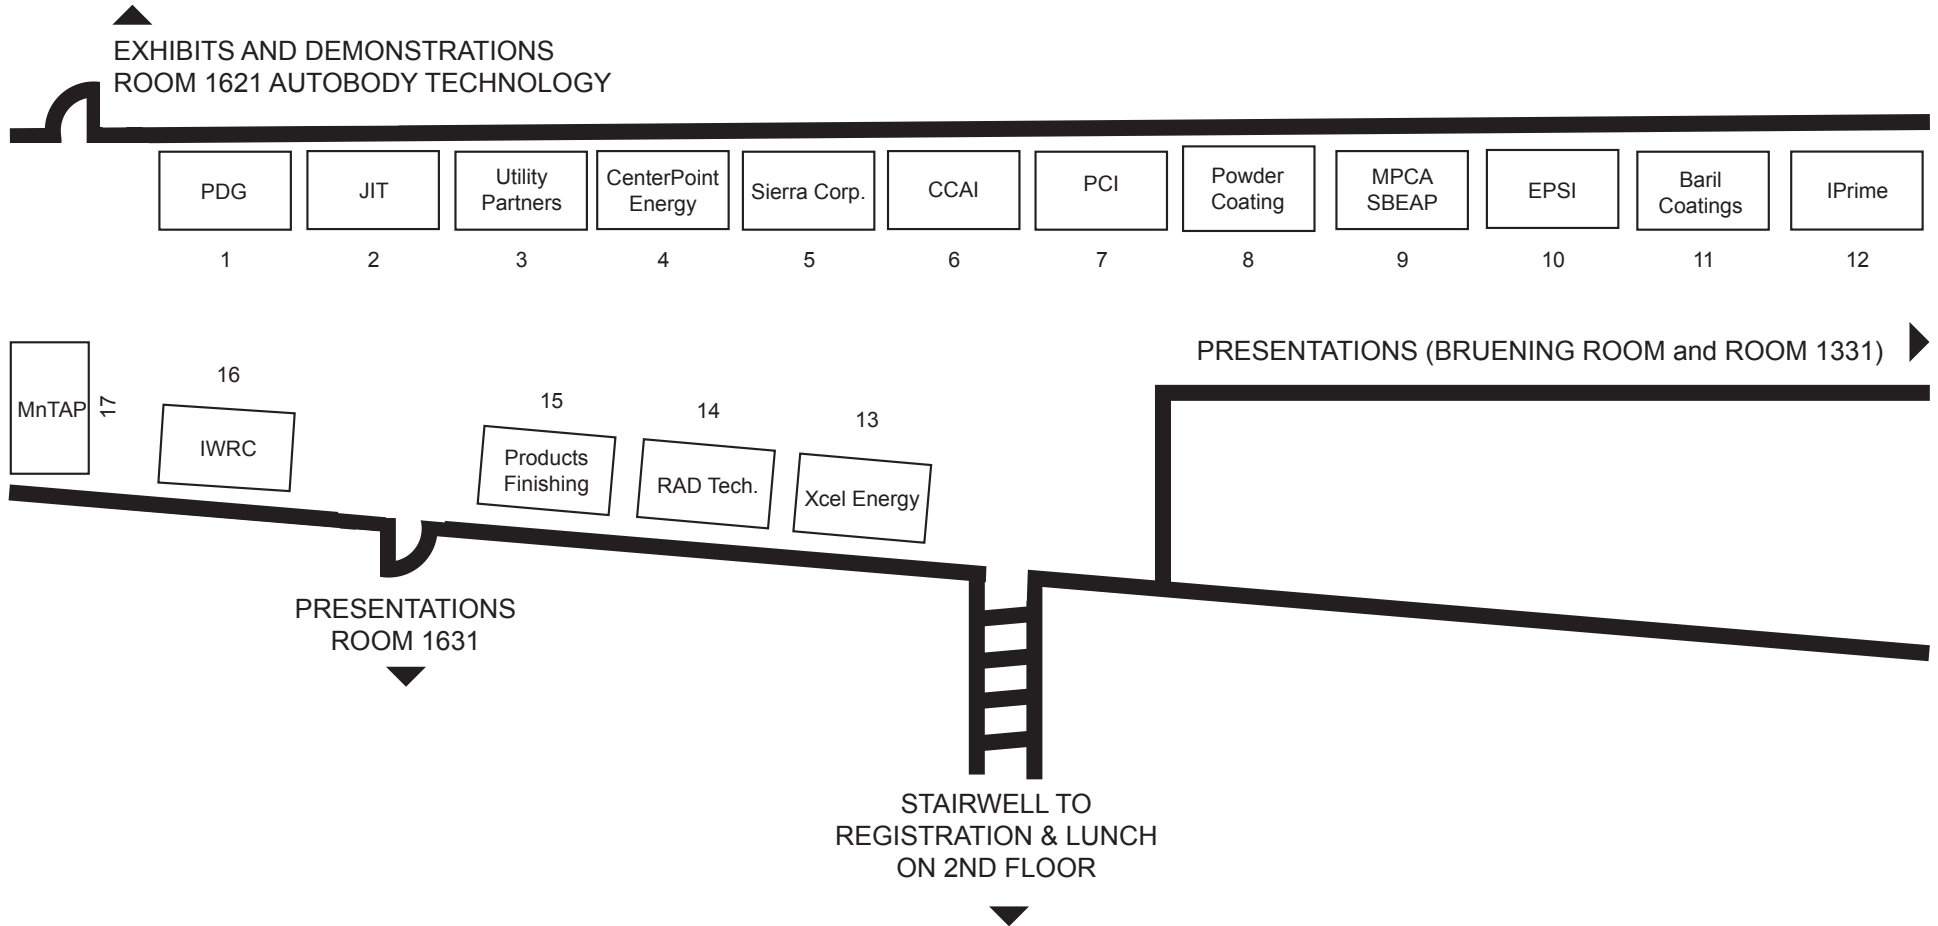 EXHIBITS AND DEMONSTRATIONS
ROOM 1621 AUTOBODY TECHNOLOGY
PDG
JIT
Utility
Partners
CenterPoint
Energy
Sierra Corp.
CCAI
PCI
Powder
Coating
MPCA
SBEAP
EPSI
Baril
Coatings
IPrime
1
2
3
4
5
6
7
8
9
10
11
12
PRESENTATIONS (BRUENING ROOM and ROOM 1331)
MnTAP
17
16
IWRC
15
Products
Finishing
14
RAD Tech.
13
Xcel Energy
PRESENTATIONS
ROOM 1631
STAIRWELL TO
REGISTRATION & LUNCH
ON 2ND FLOOR